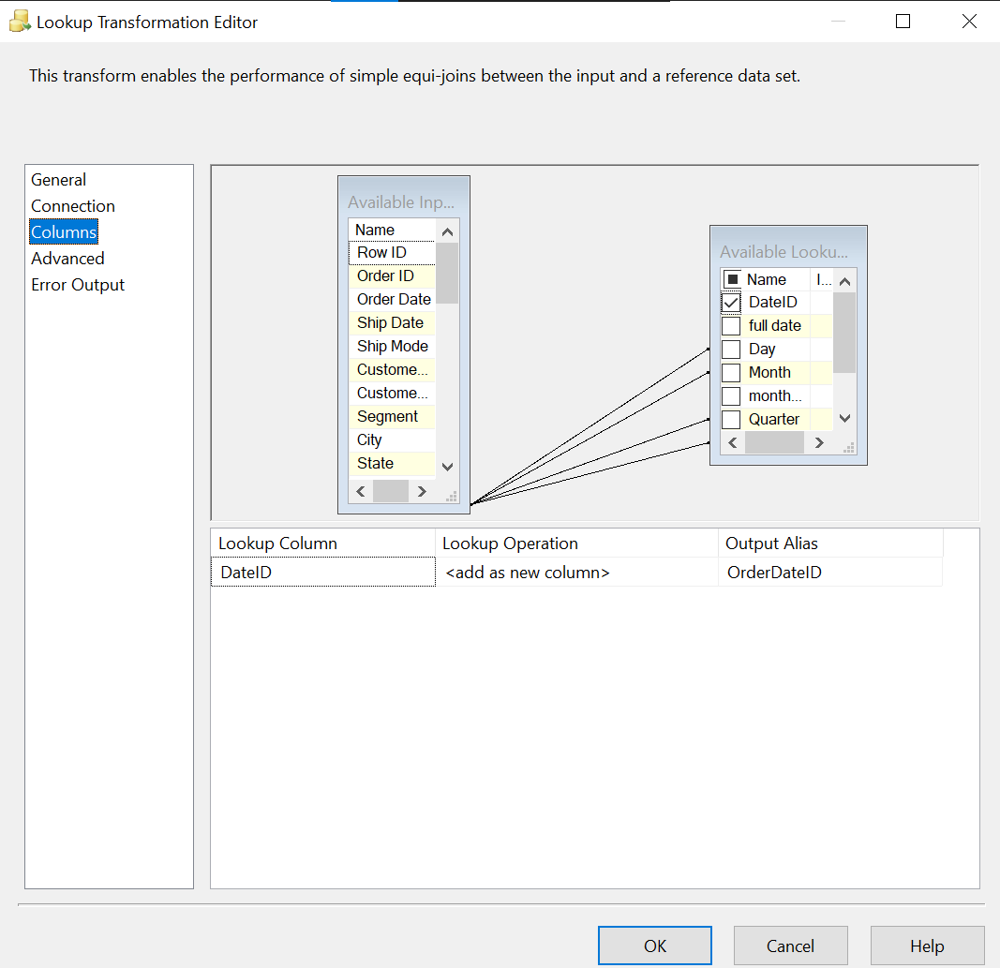 Lookup Transformation Editor
This transform enables the performance of simple equi-joins between the input and a reference data set.
General
Connection
Columns
Advanced
Error Output
Available Inp...
Name
Row ID
Order ID
Order Date
Ship Date
Ship Mode
Custome...
Custome...
Segment
City
State
Available Looku...
Name I...
DateID
full date
Day
Month
month...
Quarter
Lookup Column Lookup Operation Output Alias
DateID <add as new column> OrderDateID
OK Cancel Help